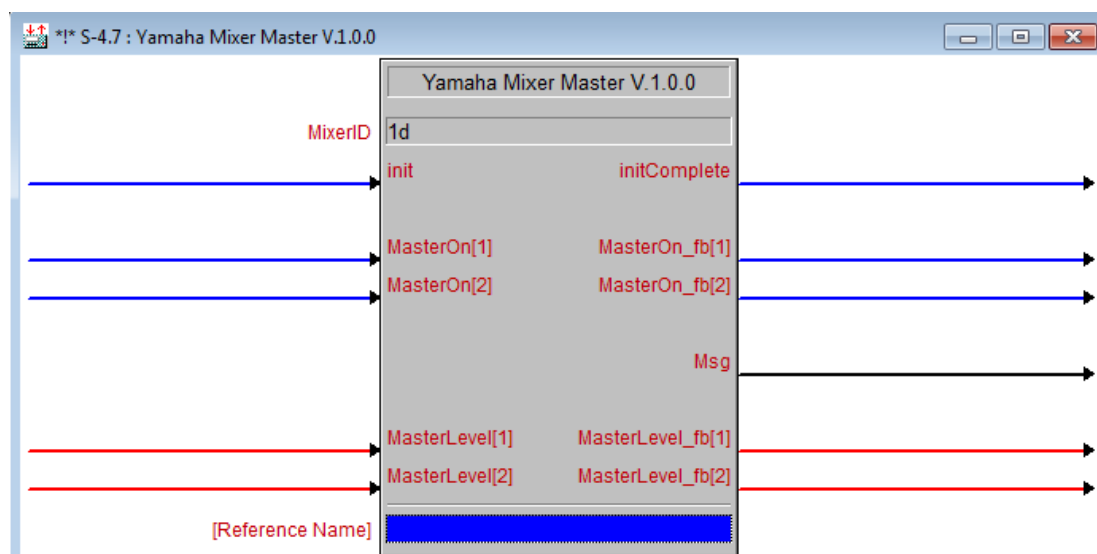 *!* S-4.7 : Yamaha Mixer Master V.1.0.0
Yamaha Mixer Master V.1.0.0
MixerID 1d
init initComplete
MasterOn[1] MasterOn_fb[1]
MasterOn[2] MasterOn_fb[2]
Msg
MasterLevel[1] MasterLevel_fb[1]
MasterLevel[2] MasterLevel_fb[2]
[Reference Name]